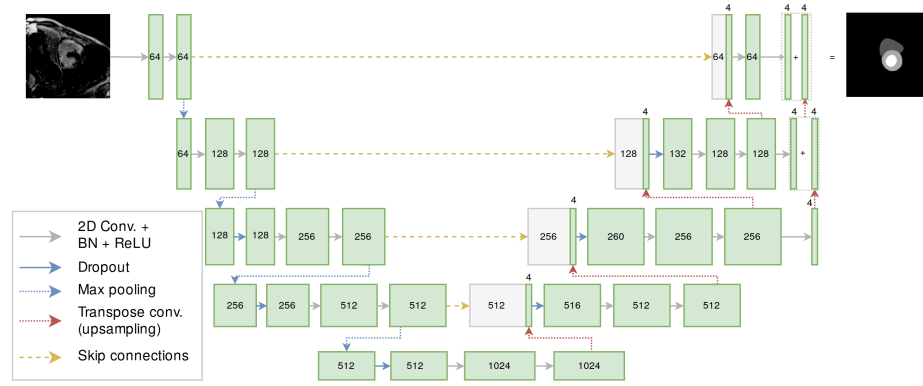 4 4 4
64 64 64 64 + =
4 4 4
64 128 128 128 132 128 128 +
4 4
128 128 256 256 256 260 256 256
4
256 256 512 512 512 516 512 512
512 512 1024 1024
2D Conv. +
BN + ReLU
Dropout
Max pooling
Transpose conv.
(upsampling)
Skip connections